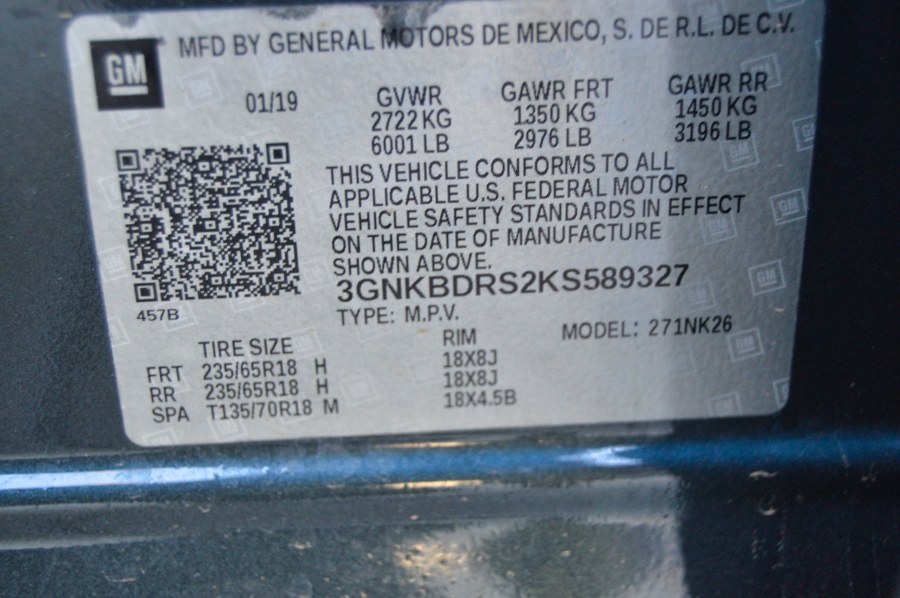 GM
MFD BY GENERAL MOTORS DE MEXICO, S. DE R.L. DE C.V.
01/19
GVWR GAWR FRT GAWR RR
2722 KG 1350 KG 1450 KG
6001 LB 2976 LB 3196 LB
THIS VEHICLE CONFORMS TO ALL
APPLICABLE U.S. FEDERAL MOTOR
VEHICLE SAFETY STANDARDS IN EFFECT
ON THE DATE OF MANUFACTURE
SHOWN ABOVE.
3GNKBDRS2KS589327
457B
TYPE: M.P.V. MODEL: 271NK26
TIRE SIZE RIM
FRT 235/65R18 H 18X8J
RR 235/65R18 H 18X8J
SPA T135/70R18 M 18X4.5B